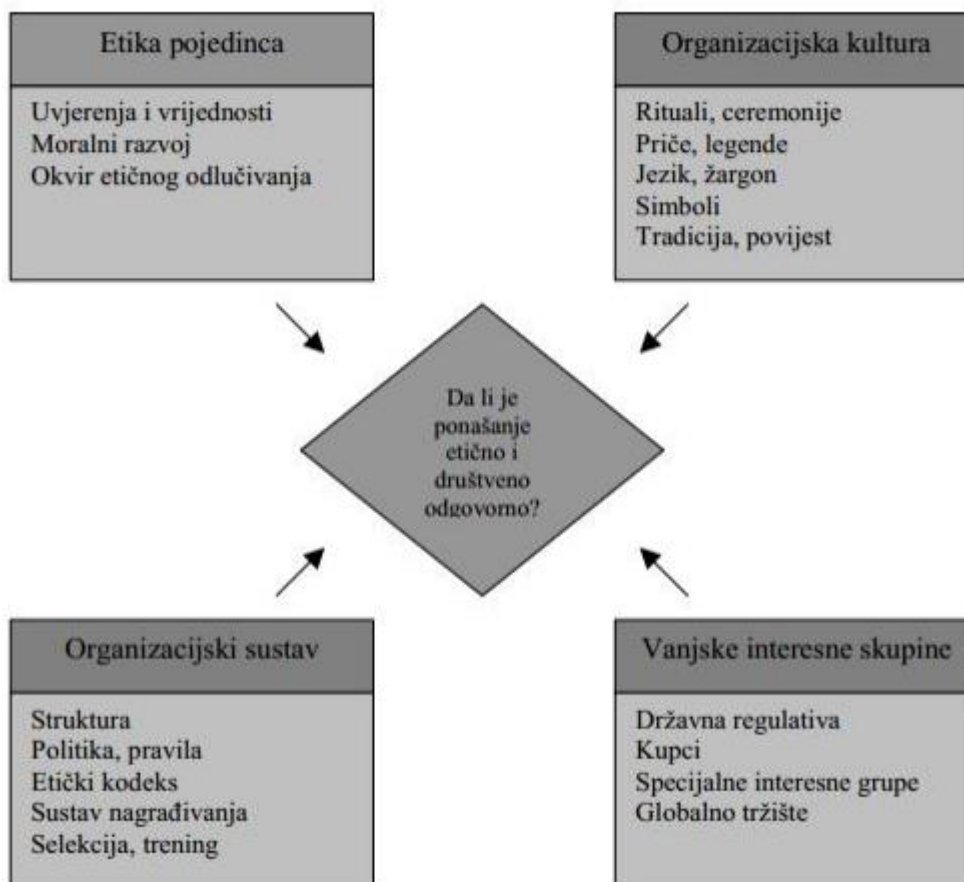 Etika pojedinca
Uvjerenja i vrijednosti
Moralni razvoj
Okvir etičnog odlučivanja
Organizacijska kultura
Rituali, ceremonije
Priče, legende
Jezik, žargon
Simboli
Tradicija, povijest
Da li je
ponašanje
etično i
društveno
odgovorno?
Organizacijski sustav
Struktura
Politika, pravila
Etički kodeks
Sustav nagrađivanja
Selekcija, trening
Vanjske interesne skupine
Državna regulativa
Kupci
Specijalne interesne grupe
Globalno tržište